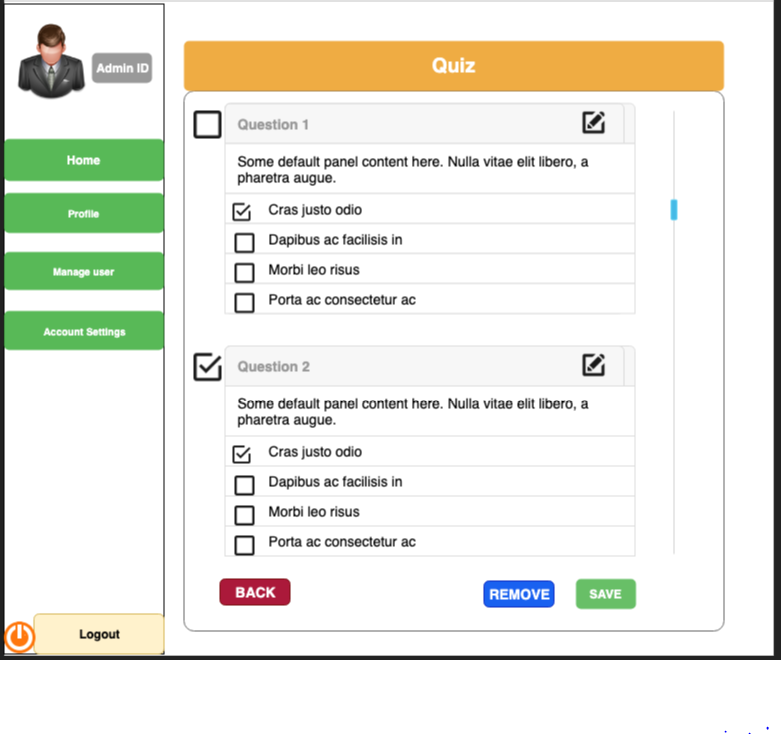 Admin ID
Home
Profile
Manage user
Account Settings
Logout
Quiz
Question 1
Some default panel content here. Nulla vitae elit libero, a
pharetra augue.
Cras justo odio
Dapibus ac facilisis in
Morbi leo risus
Porta ac consectetur ac
Question 2
Some default panel content here. Nulla vitae elit libero, a
pharetra augue.
Cras justo odio
Dapibus ac facilisis in
Morbi leo risus
Porta ac consectetur ac
BACK
REMOVE
SAVE